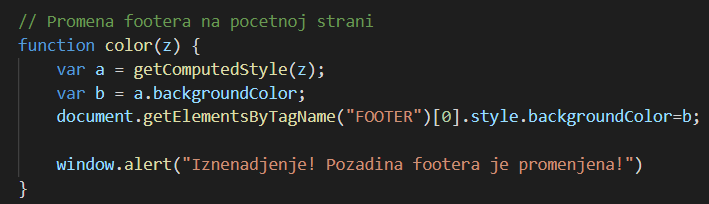 // Promena footera na pocetnoj strani
function color(z) {
var a = getComputedStyle(z);
var b = a.backgroundColor;
document.getElementsByTagName("FOOTER")[0].style.backgroundColor=b;
window.alert("Iznenadjenje! Pozadina footera je promenjena!")
}